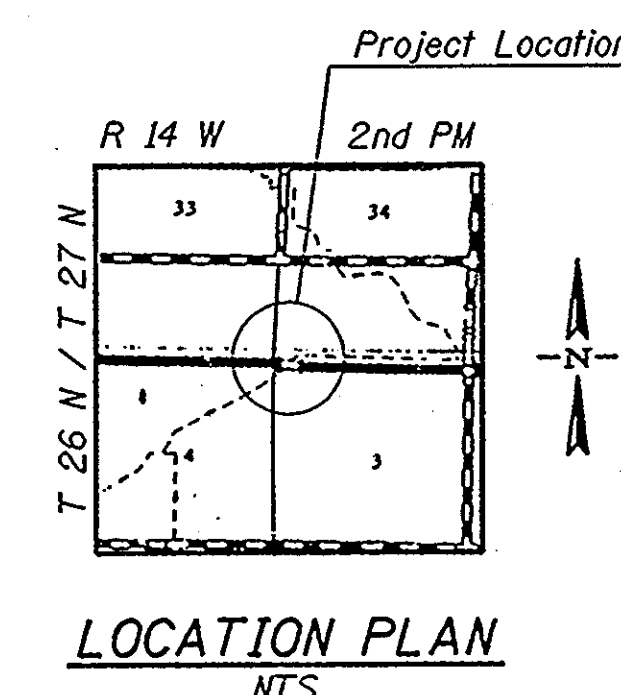 Project Location
R 14 W 2nd PM
T 26 N / T 27 N
33 34
N
4 3
LOCATION PLAN
NTS